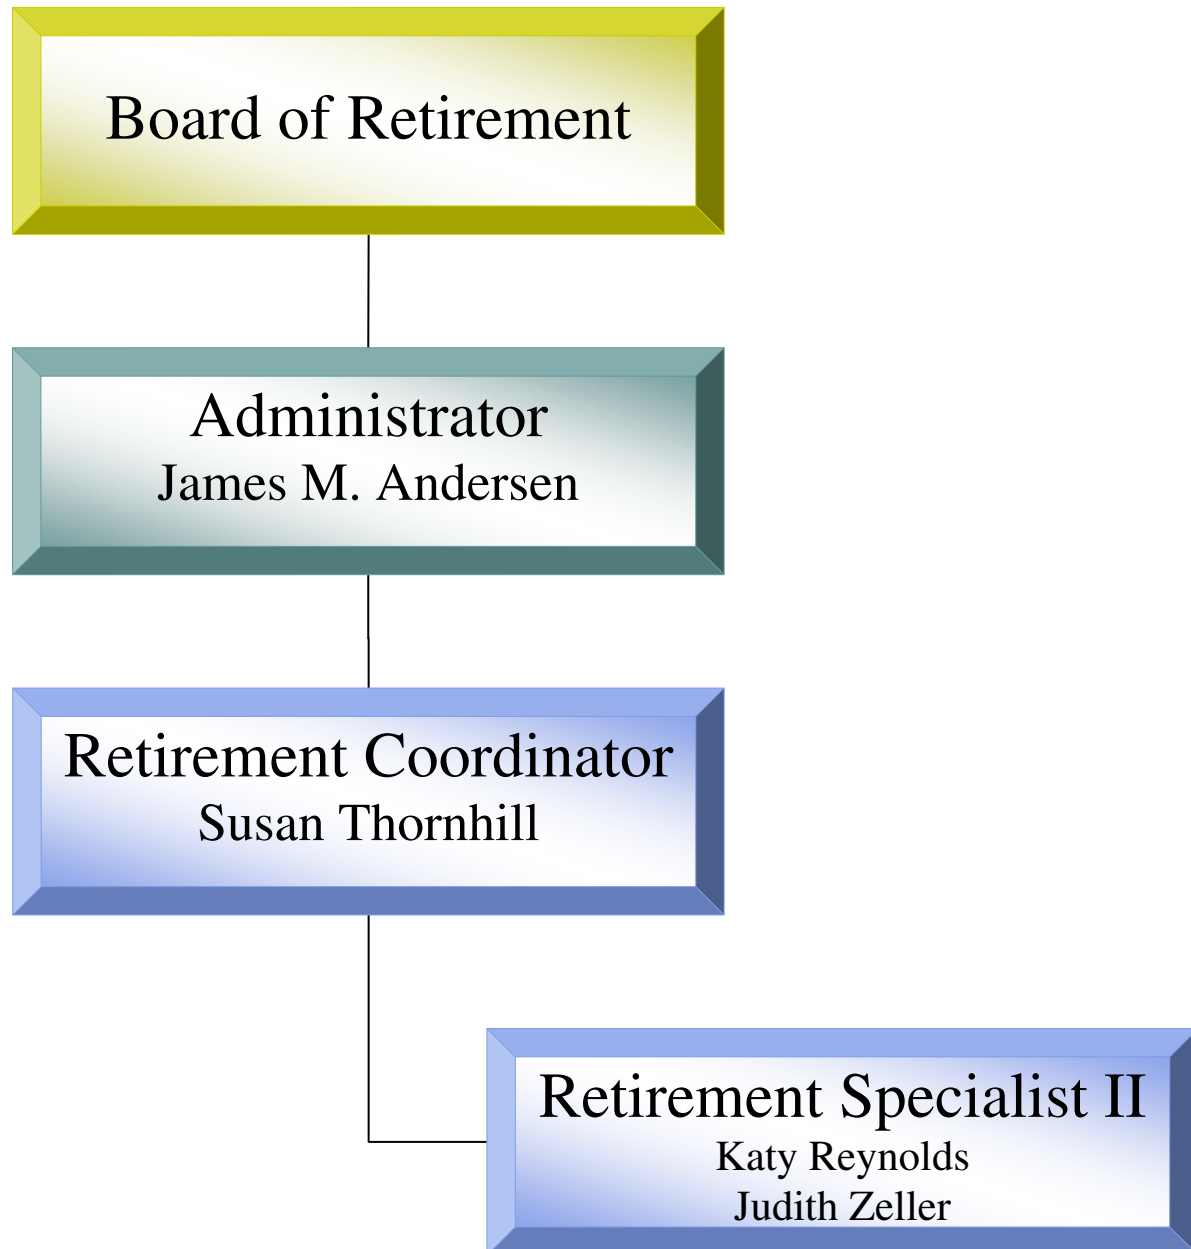 Board of Retirement
Administrator
James M. Andersen
Retirement Coordinator
Susan Thornhill
Retirement Specialist II
Katy Reynolds
Judith Zeller